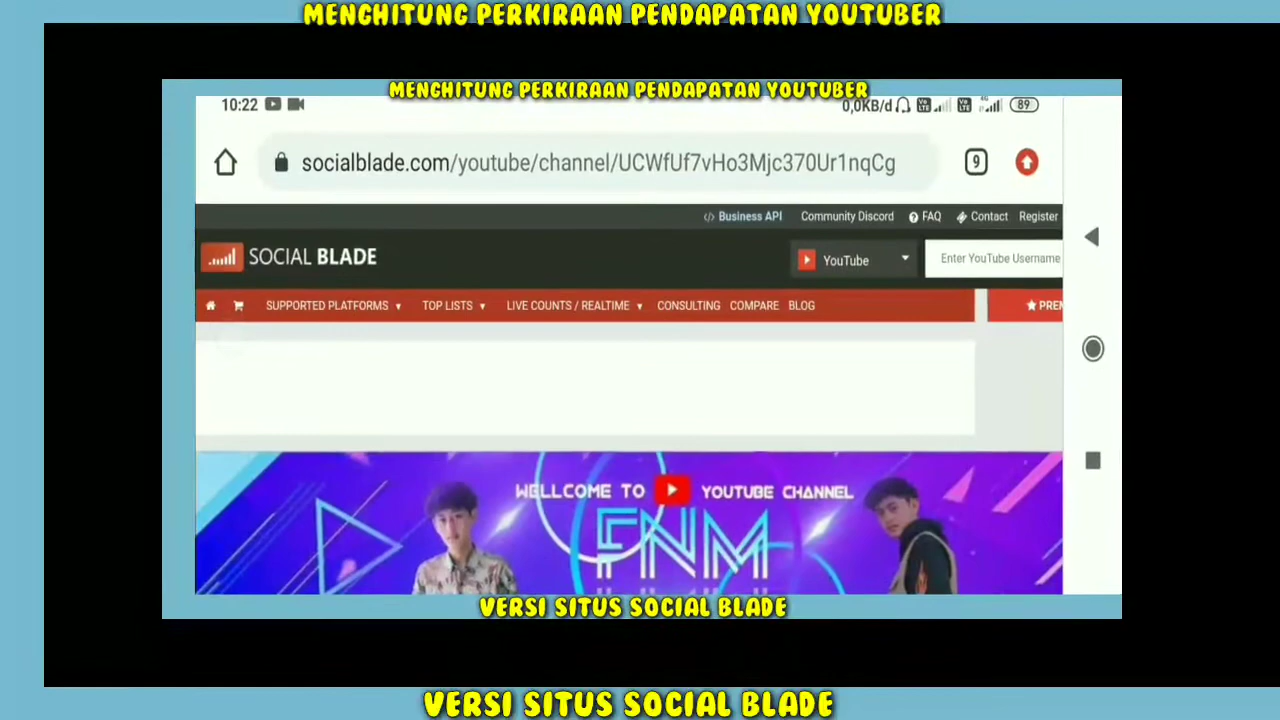 MENGHITUNG PERKIRAAN PENDAPATAN YOUTUBER
MENGHITUNG PERKIRAAN PENDAPATAN YOUTUBER
10:22 0,0KB/d 89
socialblade.com/youtube/channel/UCWfUf7vHo3Mjc370Ur1nqCg 9
</> Business API Community Discord FAQ Contact Register
SOCIAL BLADE YouTube Enter YouTube Username
SUPPORTED PLATFORMS TOP LISTS LIVE COUNTS / REALTIME CONSULTING COMPARE BLOG PREM
WELLCOME TO YOUTUBE CHANNEL
FNM
VERSI SITUS SOCIAL BLADE
VERSI SITUS SOCIAL BLADE